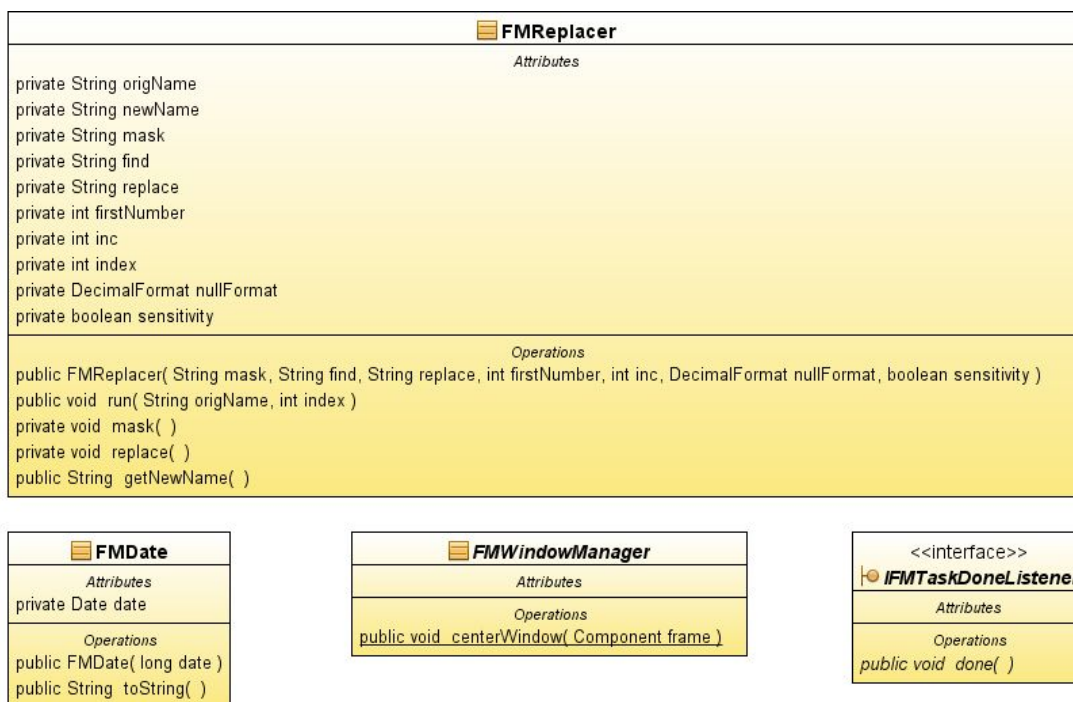 FMReplacer
Attributes
private String origName
private String newName
private String mask
private String find
private String replace
private int firstNumber
private int inc
private int index
private DecimalFormat nullFormat
private boolean sensitivity
Operations
public FMReplacer( String mask, String find, String replace, int firstNumber, int inc, DecimalFormat nullFormat, boolean sensitivity )
public void run( String origName, int index )
private void mask( )
private void replace( )
public String getNewName( )
FMDate
Attributes
private Date date
Operations
public FMDate( long date )
public String toString( )
FMWindowManager
Attributes
Operations
public void centerWindow( Component frame )
<<interface>>
IFMTaskDoneListene
Attributes
Operations
public void done( )